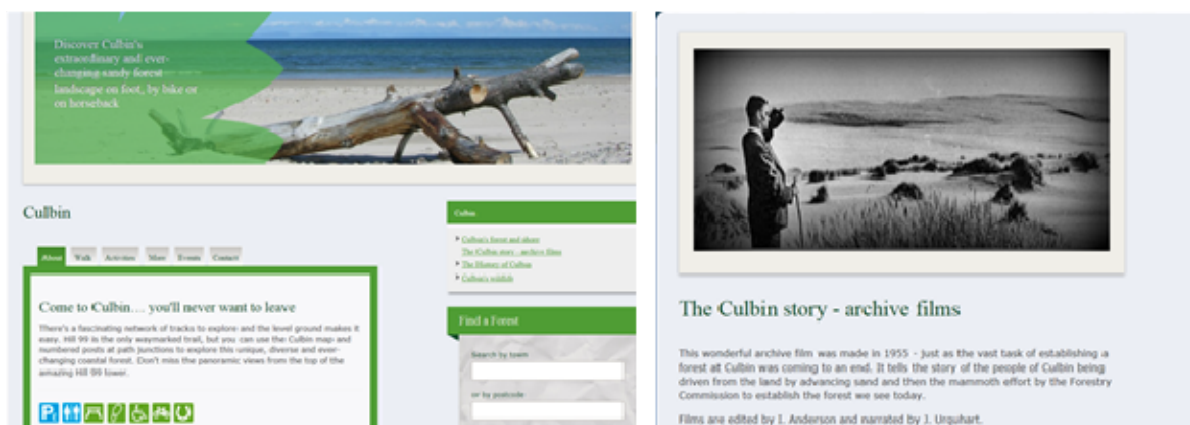 Discover Culbin's
extraordinary and ever-
changing sandy forest
landscape on foot, by bike or
on horseback
Culbin
About Walk Activities More Events Contact
Come to Culbin.... you'll never want to leave
There's a fascinating network of tracks to explore and the level ground makes it
easy. Hill 99 is the only waymarked trail, but you can use the Culbin map and
numbered posts at path junctions to explore this unique, diverse and ever-
changing coastal forest. Don't miss the panoramic views from the top of the
amazing Hill 99 tower.
P
Culbin
Culbin's forest and shore
The Culbin story - archive films
The History of Culbin
Culbin's wildlife
Find a Forest
Search by town
or by postcode
The Culbin story - archive films
This wonderful archive film was made in 1955 - just as the vast task of establishing a
forest at Culbin was coming to an end. It tells the story of the people of Culbin being
driven from the land by advancing sand and then the mammoth effort by the Forestry
Commission to establish the forest we see today.
Films are edited by I. Anderson and narrated by J. Urquhart.